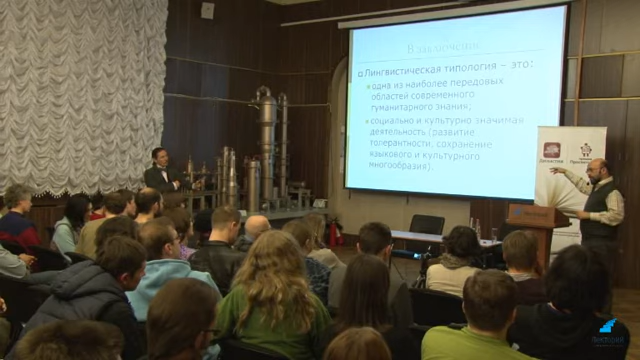 В заключение
Лингвистическая типология – это:
одна из наиболее передовых
областей современного
гуманитарного знания;
социально и культурно значимая
деятельность (развитие
толерантности, сохранение
языкового и культурного
многообразия).